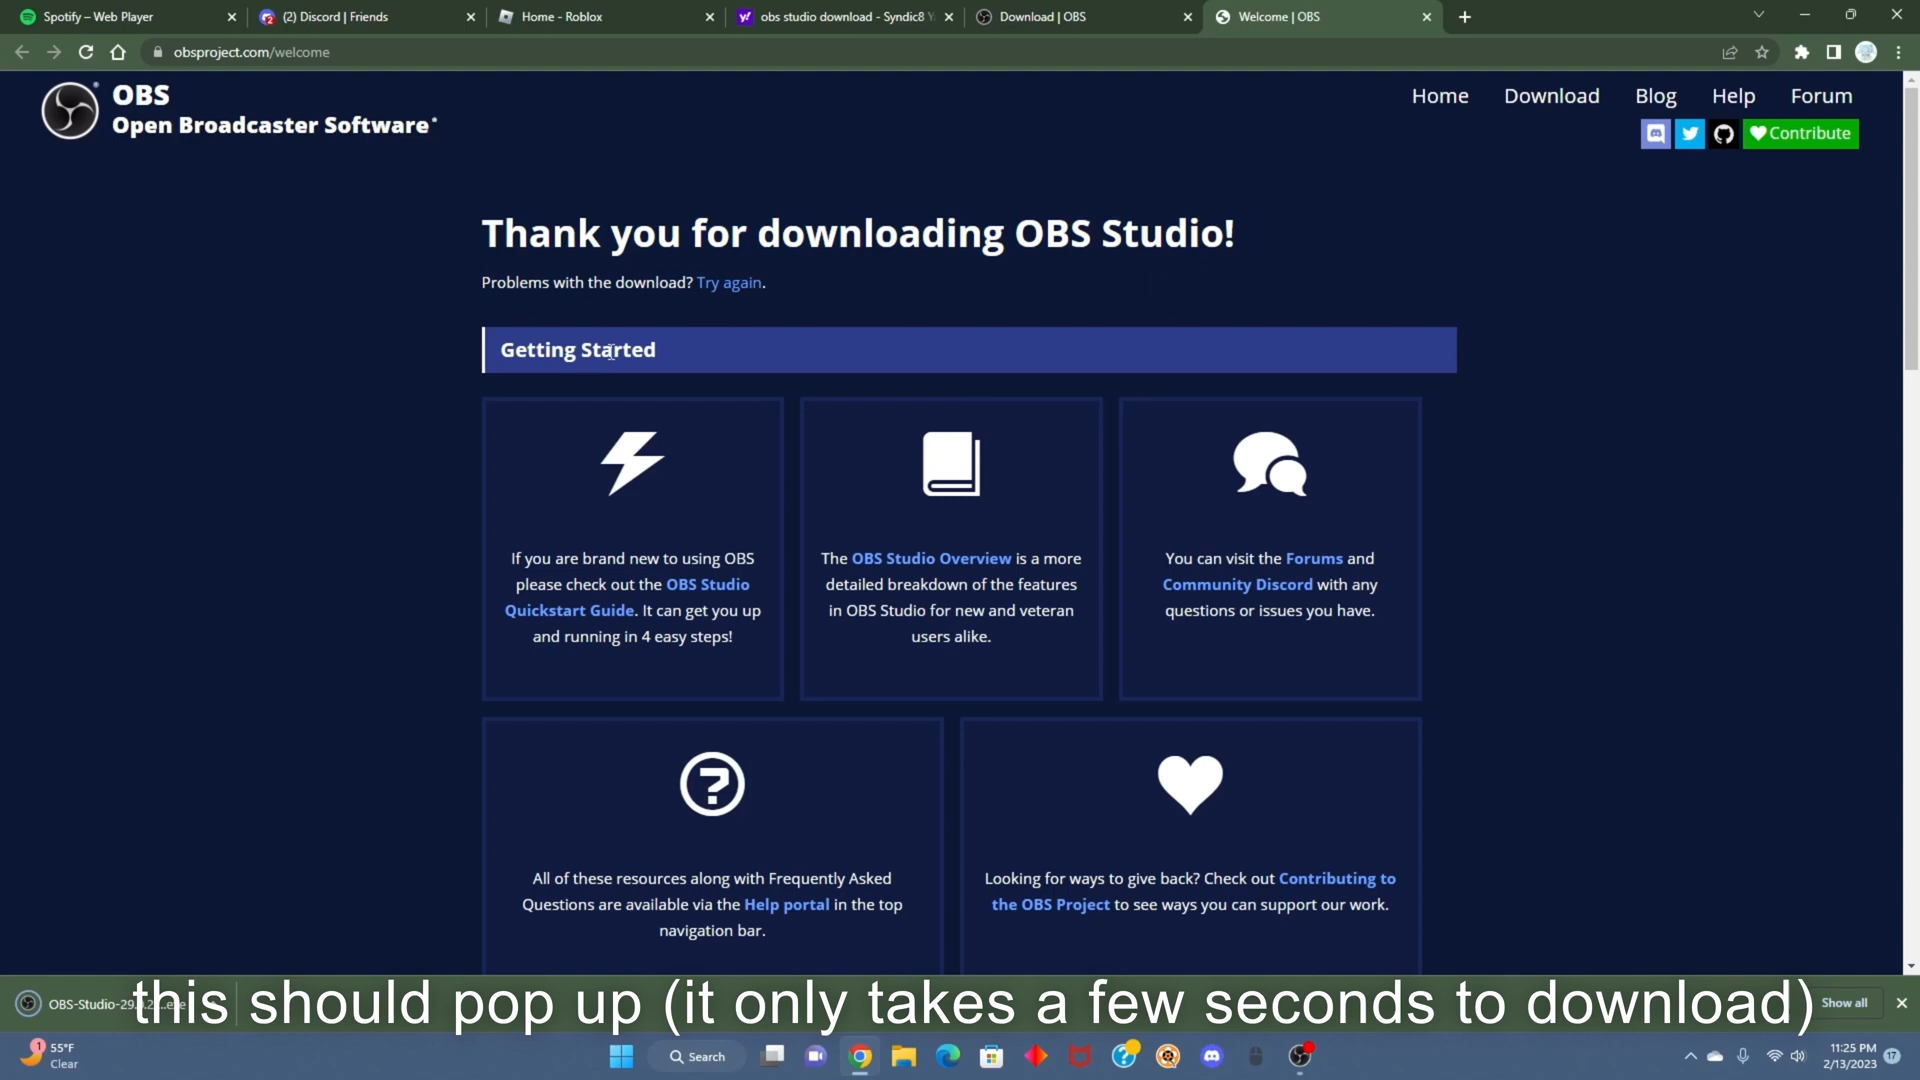 Spotify – Web Player
(2) Discord | Friends
Home - Roblox
obs studio download - Syndic8
Download | OBS
Welcome | OBS
obsproject.com/welcome
OBS
Open Broadcaster Software
Home
Download
Blog
Help
Forum
Contribute
Thank you for downloading OBS Studio!
Problems with the download? Try again.
Getting Started
If you are brand new to using OBS
please check out the OBS Studio
Quickstart Guide. It can get you up
and running in 4 easy steps!
The OBS Studio Overview is a more
detailed breakdown of the features
in OBS Studio for new and veteran
users alike.
You can visit the Forums and
Community Discord with any
questions or issues you have.
All of these resources along with Frequently Asked
Questions are available via the Help portal in the top
navigation bar.
Looking for ways to give back? Check out Contributing to
the OBS Project to see ways you can support our work.
this should pop up (it only takes a few seconds to download)
Show all
1
55°F
Clear
Search
11:25 PM
2/13/2023
17